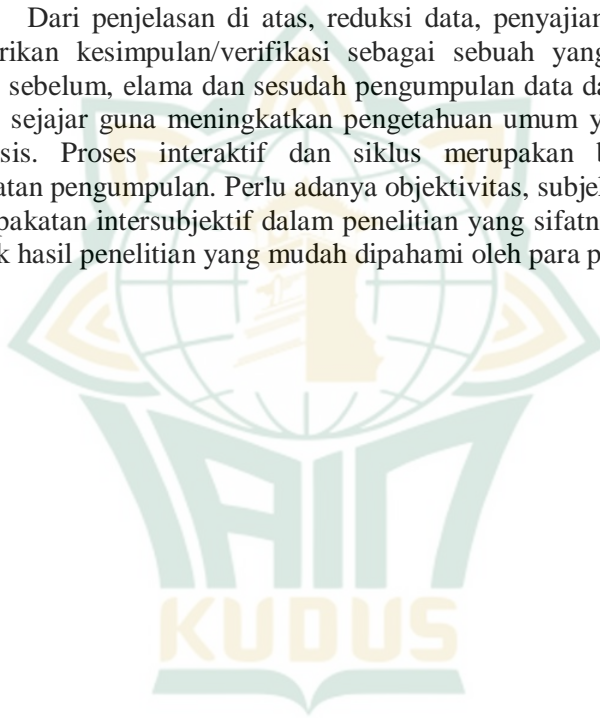 Dari penjelasan di atas, reduksi data, penyajian
rikan kesimpulan/verifikasi sebagai sebuah yang
sebelum, elama dan sesudah pengumpulan data da
sejajar guna meningkatkan pengetahuan umum y
sis. Proses interaktif dan siklus merupakan b
atan pengumpulan. Perlu adanya objektivitas, subjel
pakatan intersubjektif dalam penelitian yang sifatn
k hasil penelitian yang mudah dipahami oleh para p
IAIN
KUDUS